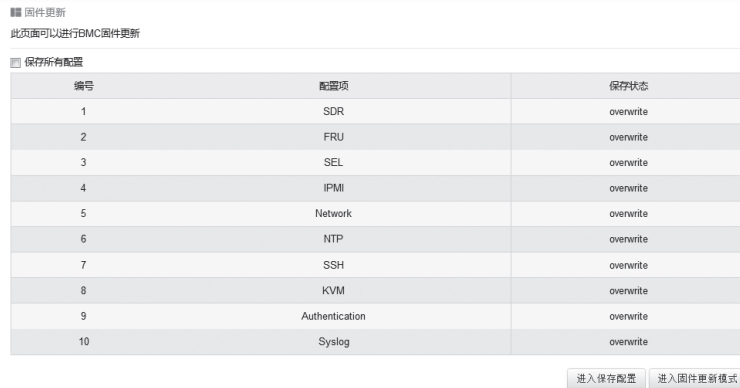 固件更新
此页面可以进行BMC固件更新
保存所有配置
编号 配置项 保存状态
1 SDR overwrite
2 FRU overwrite
3 SEL overwrite
4 IPMI overwrite
5 Network overwrite
6 NTP overwrite
7 SSH overwrite
8 KVM overwrite
9 Authentication overwrite
10 Syslog overwrite
进入保存配置 进入固件更新模式